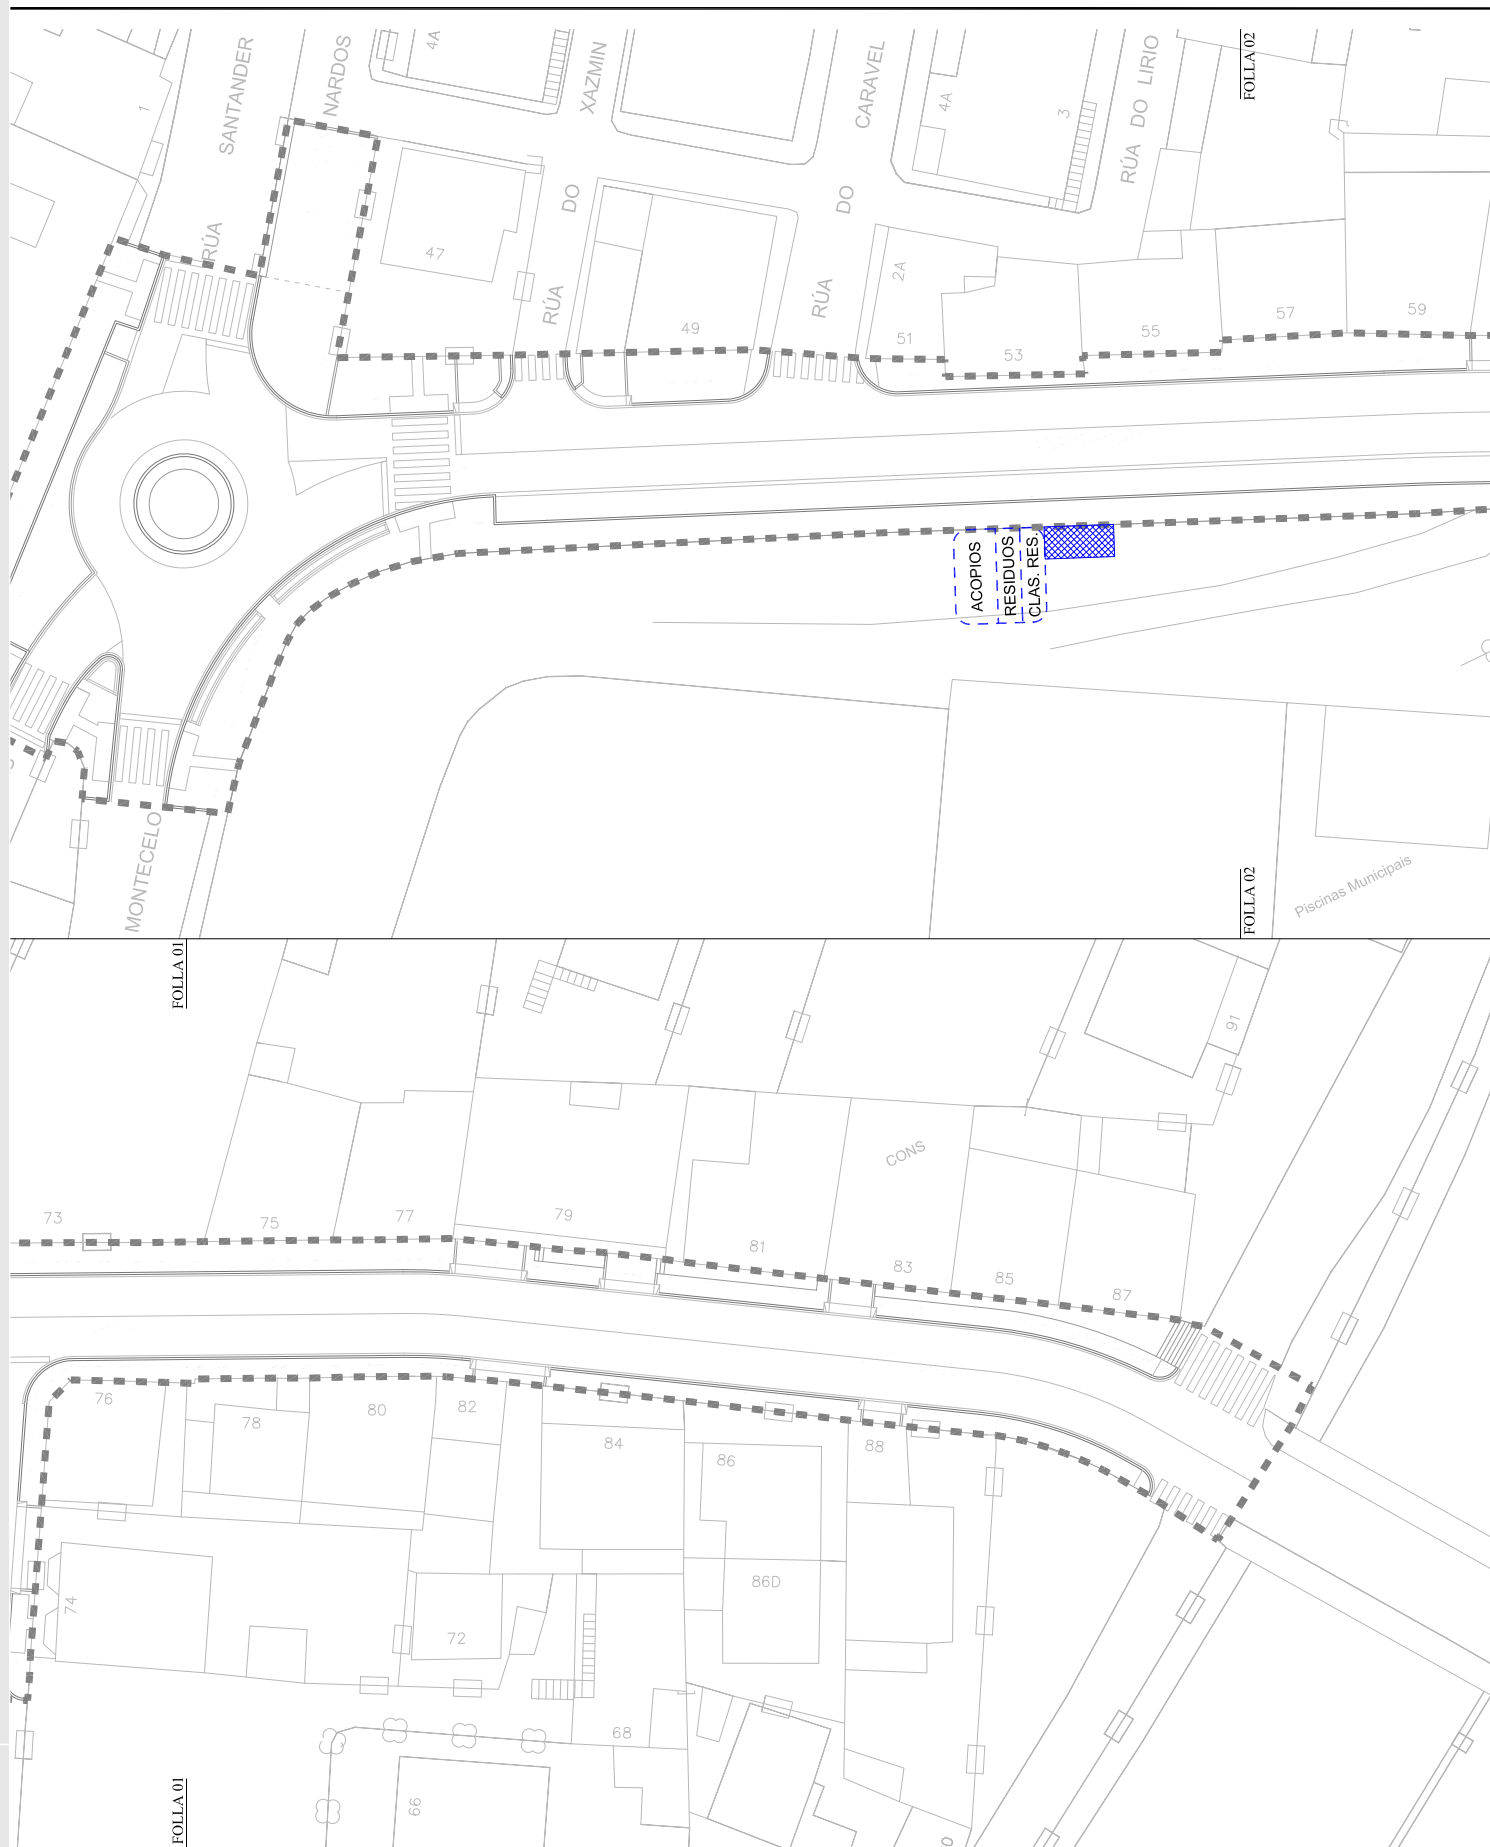 SANTANDER
RÚA
NARDOS
4A
XAZMIN
DO
RÚA
CARAVEL
DO
RÚA
4A
3
RÚA DO LIRIO
FOLLA 02
1
47
49
2A
51
53
55
57
59
ACOPIOS
RESIDUOS
CLAS. RES.
MONTECELO
Piscinas Municipais
FOLLA 02
FOLLA 01
91
CONS
73
75
77
79
81
83
85
87
76
78
80
82
84
86
88
86D
74
72
68
66
FOLLA 01